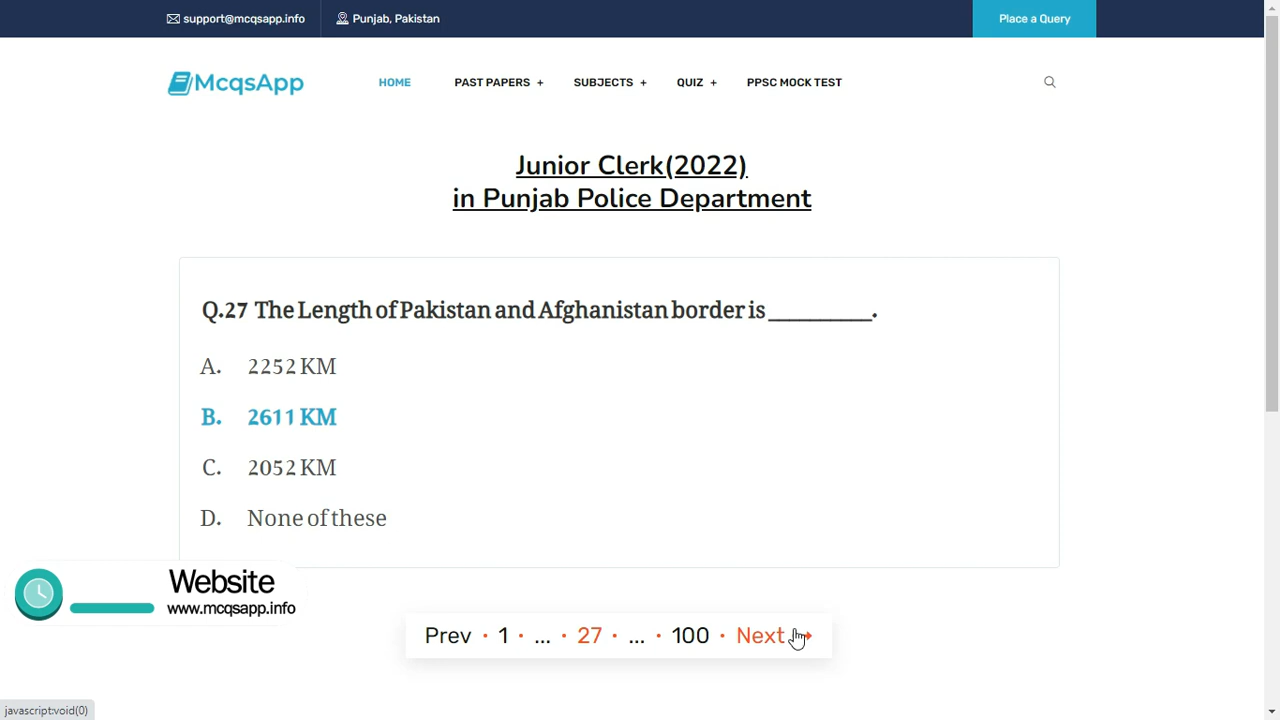 support@mcqsapp.info
Punjab, Pakistan
Place a Query
McqsApp
HOME
PAST PAPERS +
SUBJECTS +
QUIZ +
PPSC MOCK TEST
Junior Clerk(2022)
in Punjab Police Department
Q.27 The Length of Pakistan and Afghanistan border is __________.
A. 2252 KM
B. 2611 KM
C. 2052 KM
D. None of these
Website
www.mcqsapp.info
Prev • 1 • ... • 27 • ... • 100 • Next
javascript:void(0)